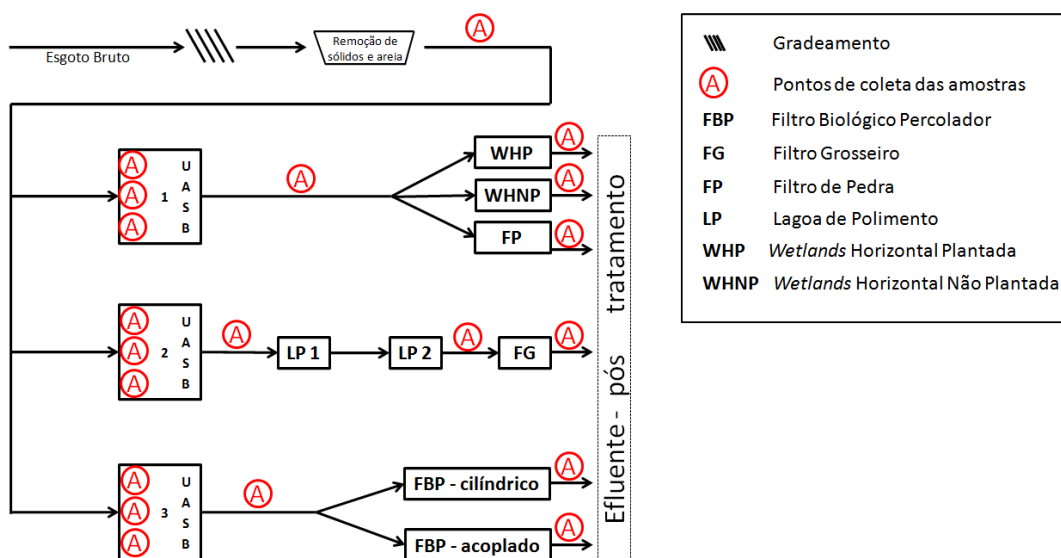 A
Esgoto Bruto
Remoção de
sólidos e areia
A
A
A
1
U
A
S
B
A
WHP
A
WHNP
A
FP
A
A
A
A
2
U
A
S
B
A
LP 1
LP 2
A
FG
A
A
A
A
3
U
A
S
B
A
FBP - cilíndrico
A
FBP - acoplado
A
Efluente - pós tratamento
Gradeamento
A Pontos de coleta das amostras
FBP Filtro Biológico Percolador
FG Filtro Grosseiro
FP Filtro de Pedra
LP Lagoa de Polimento
WHP Wetlands Horizontal Plantada
WHNP Wetlands Horizontal Não Plantada